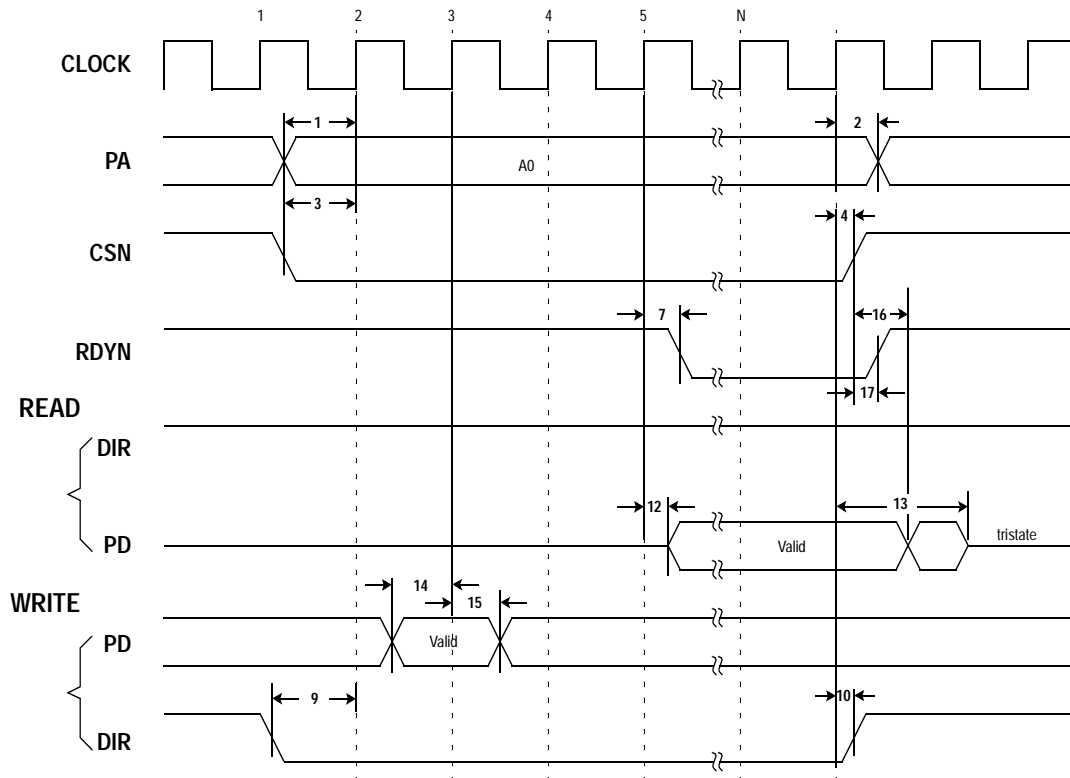 1 2 3 4 5 N
CLOCK
1 2
PA A0
3
4
CSN
7 16
RDYN
17
READ
DIR
12 13
PD Valid tristate
14
WRITE 15
PD Valid
9 10
DIR